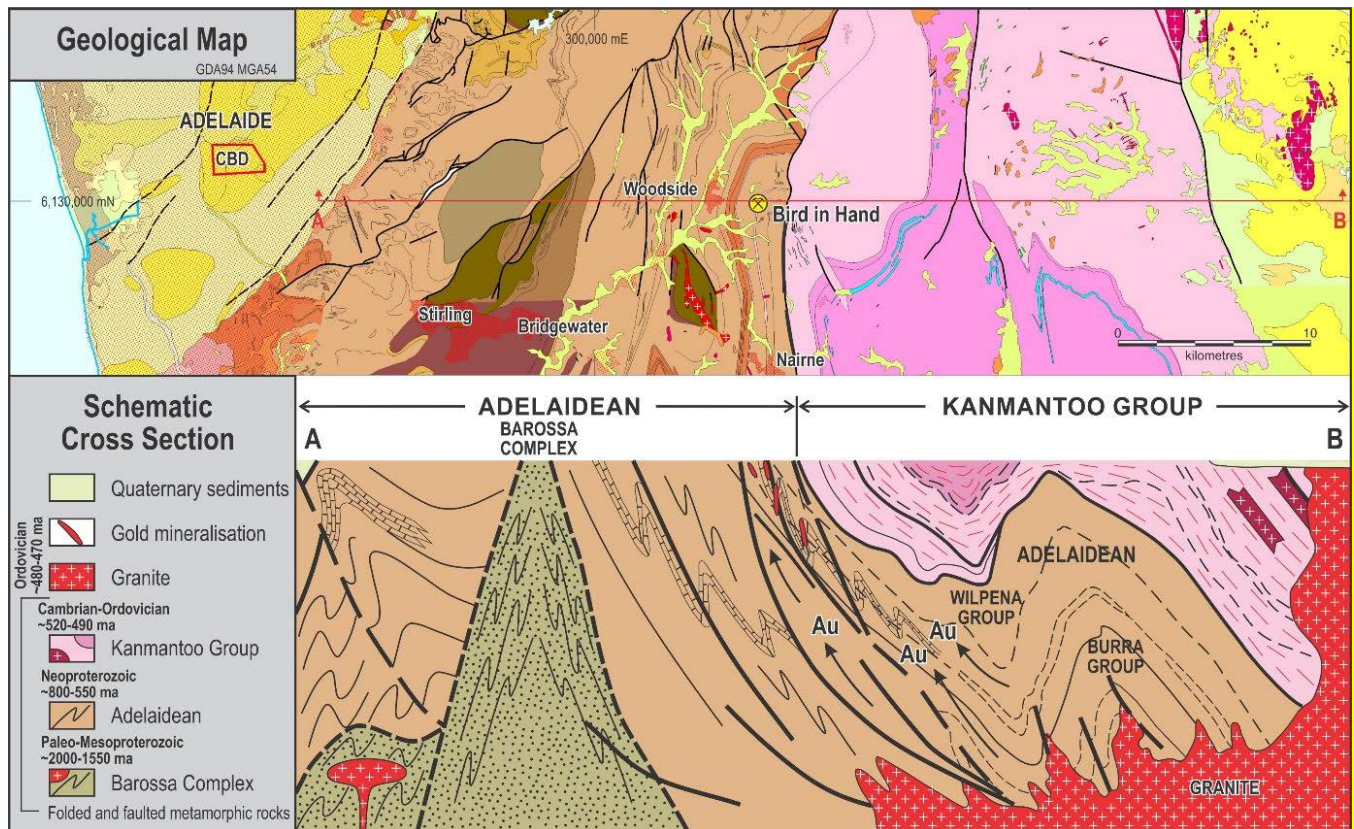 Geological Map
GDA94 MGA54
300,000 mE
ADELAIDE
CBD
6,130,000 mN
A
Woodside
Bird in Hand
B
Stirling
Bridgewater
Nairne
0 10
kilometres
Schematic
Cross Section
Quaternary sediments
Gold mineralisation
Granite
Ordovician
~480-470 ma
Cambrian-Ordovician
~520-490 ma
Kanmantoo Group
Neoproterozoic
~800-550 ma
Adelaidean
Paleo-Mesoproterozoic
~2000-1550 ma
Barossa Complex
Folded and faulted metamorphic rocks
ADELAIDEAN
KANMANTOO GROUP
A
BAROSSA
COMPLEX
B
ADELAIDEAN
WILPENA
GROUP
BURRA
GROUP
Au
Au
Au
GRANITE